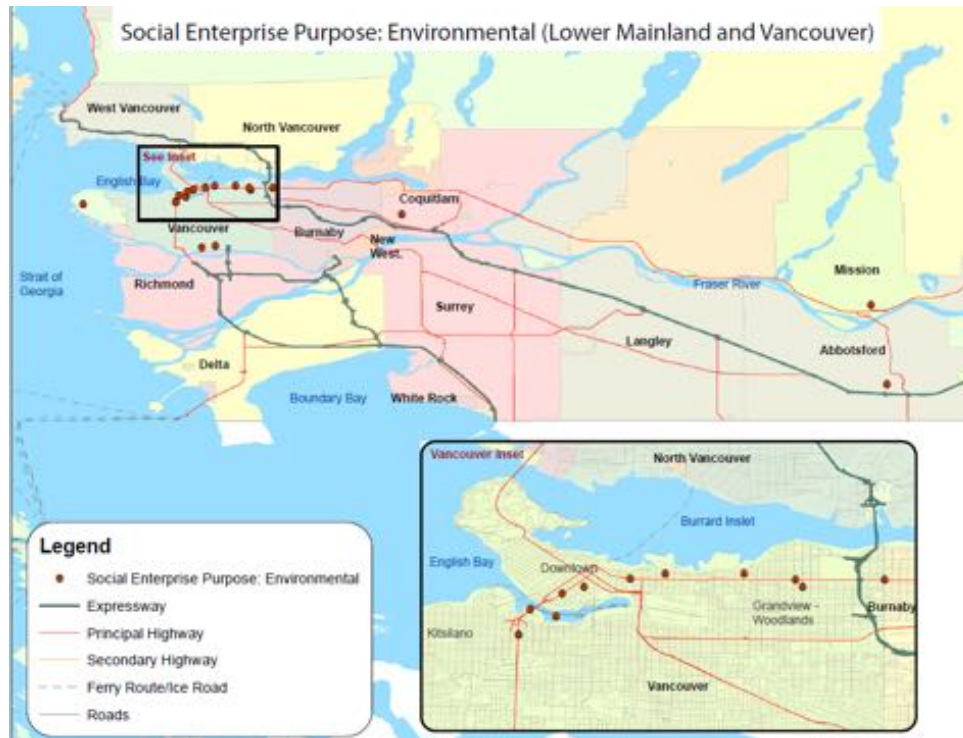 Social Enterprise Purpose: Environmental (Lower Mainland and Vancouver)
West Vancouver
North Vancouver
See Inset
English Bay
Coquitlam
Vancouver
Burnaby
New
West.
Mission
Strait of
Georgia
Richmond
Fraser River
Surrey
Langley
Abbotsford
Delta
Boundary Bay
White Rock
Vancouver Inset
North Vancouver
Burrard Inslet
English Bay
Downtown
Grandview -
Woodlands
Burnaby
Kitsilano
Vancouver
Legend
Social Enterprise Purpose: Environmental
Expressway
Principal Highway
Secondary Highway
Ferry Route/Ice Road
Roads